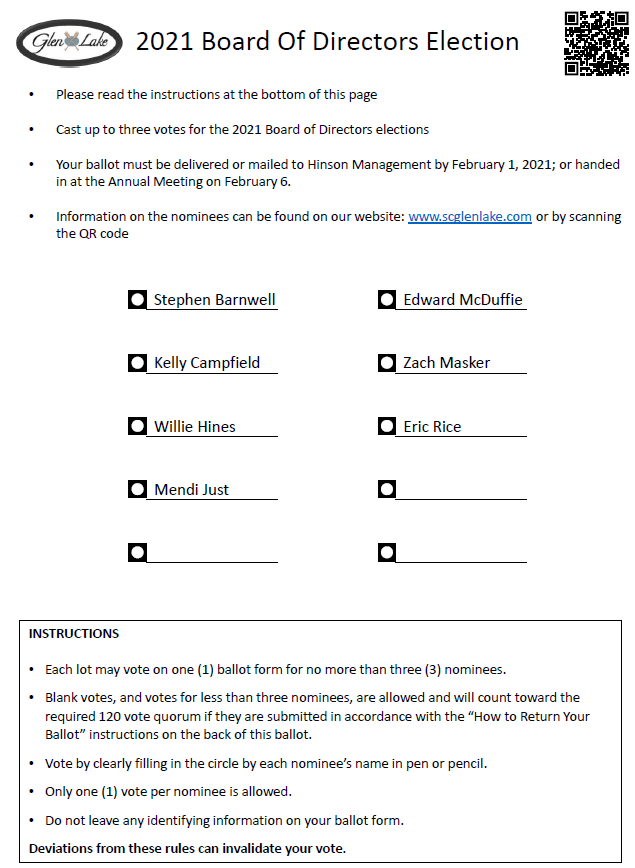 Glen Lake
2021 Board Of Directors Election
• Please read the instructions at the bottom of this page
• Cast up to three votes for the 2021 Board of Directors elections
• Your ballot must be delivered or mailed to Hinson Management by February 1, 2021; or handed
in at the Annual Meeting on February 6.
• Information on the nominees can be found on our website: www.scglenlake.com or by scanning
the QR code
Stephen Barnwell
Edward McDuffie
Kelly Campfield
Zach Masker
Willie Hines
Eric Rice
Mendi Just
INSTRUCTIONS
• Each lot may vote on one (1) ballot form for no more than three (3) nominees.
• Blank votes, and votes for less than three nominees, are allowed and will count toward the
required 120 vote quorum if they are submitted in accordance with the “How to Return Your
Ballot” instructions on the back of this ballot.
• Vote by clearly filling in the circle by each nominee’s name in pen or pencil.
• Only one (1) vote per nominee is allowed.
• Do not leave any identifying information on your ballot form.
Deviations from these rules can invalidate your vote.